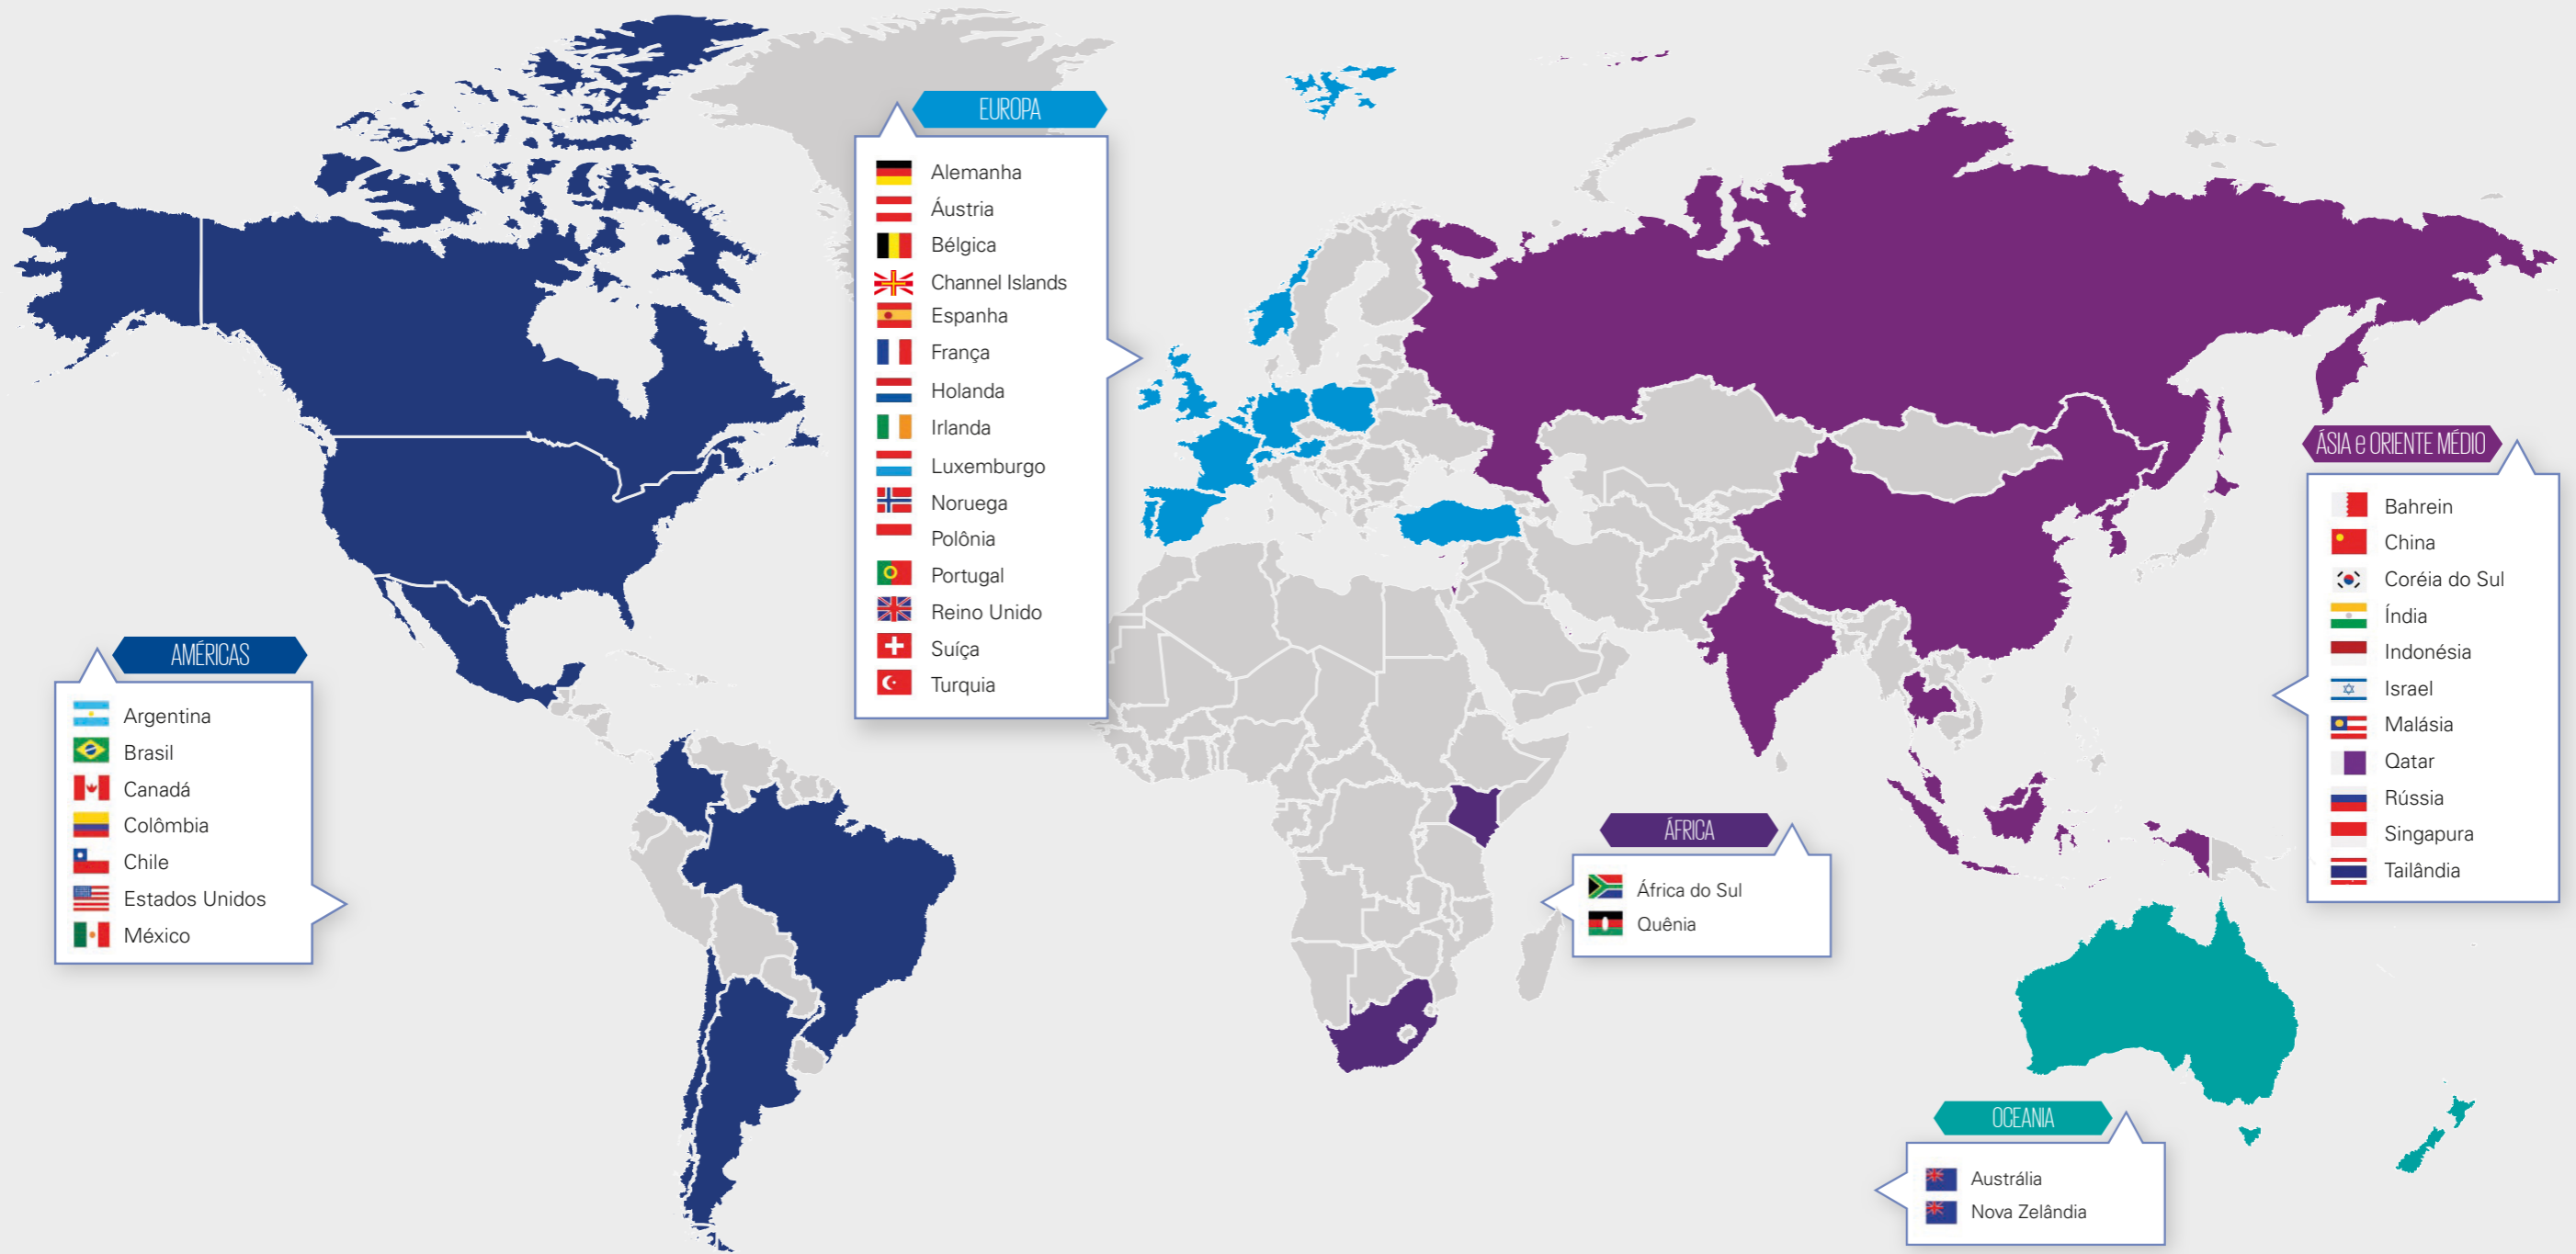 EUROPA
Alemanha
Áustria
Bélgica
Channel Islands
Espanha
França
Holanda
Irlanda
Luxemburgo
Noruega
Polônia
Portugal
Reino Unido
Suíça
Turquia
AMÉRICAS
Argentina
Brasil
Canadá
Colômbia
Chile
Estados Unidos
México
ÁFRICA
África do Sul
Quênia
ÁSIA e ORIENTE MÉDIO
Bahrein
China
Coréia do Sul
Índia
Indonésia
Israel
Malásia
Qatar
Rússia
Singapura
Tailândia
OCEANIA
Austrália
Nova Zelândia